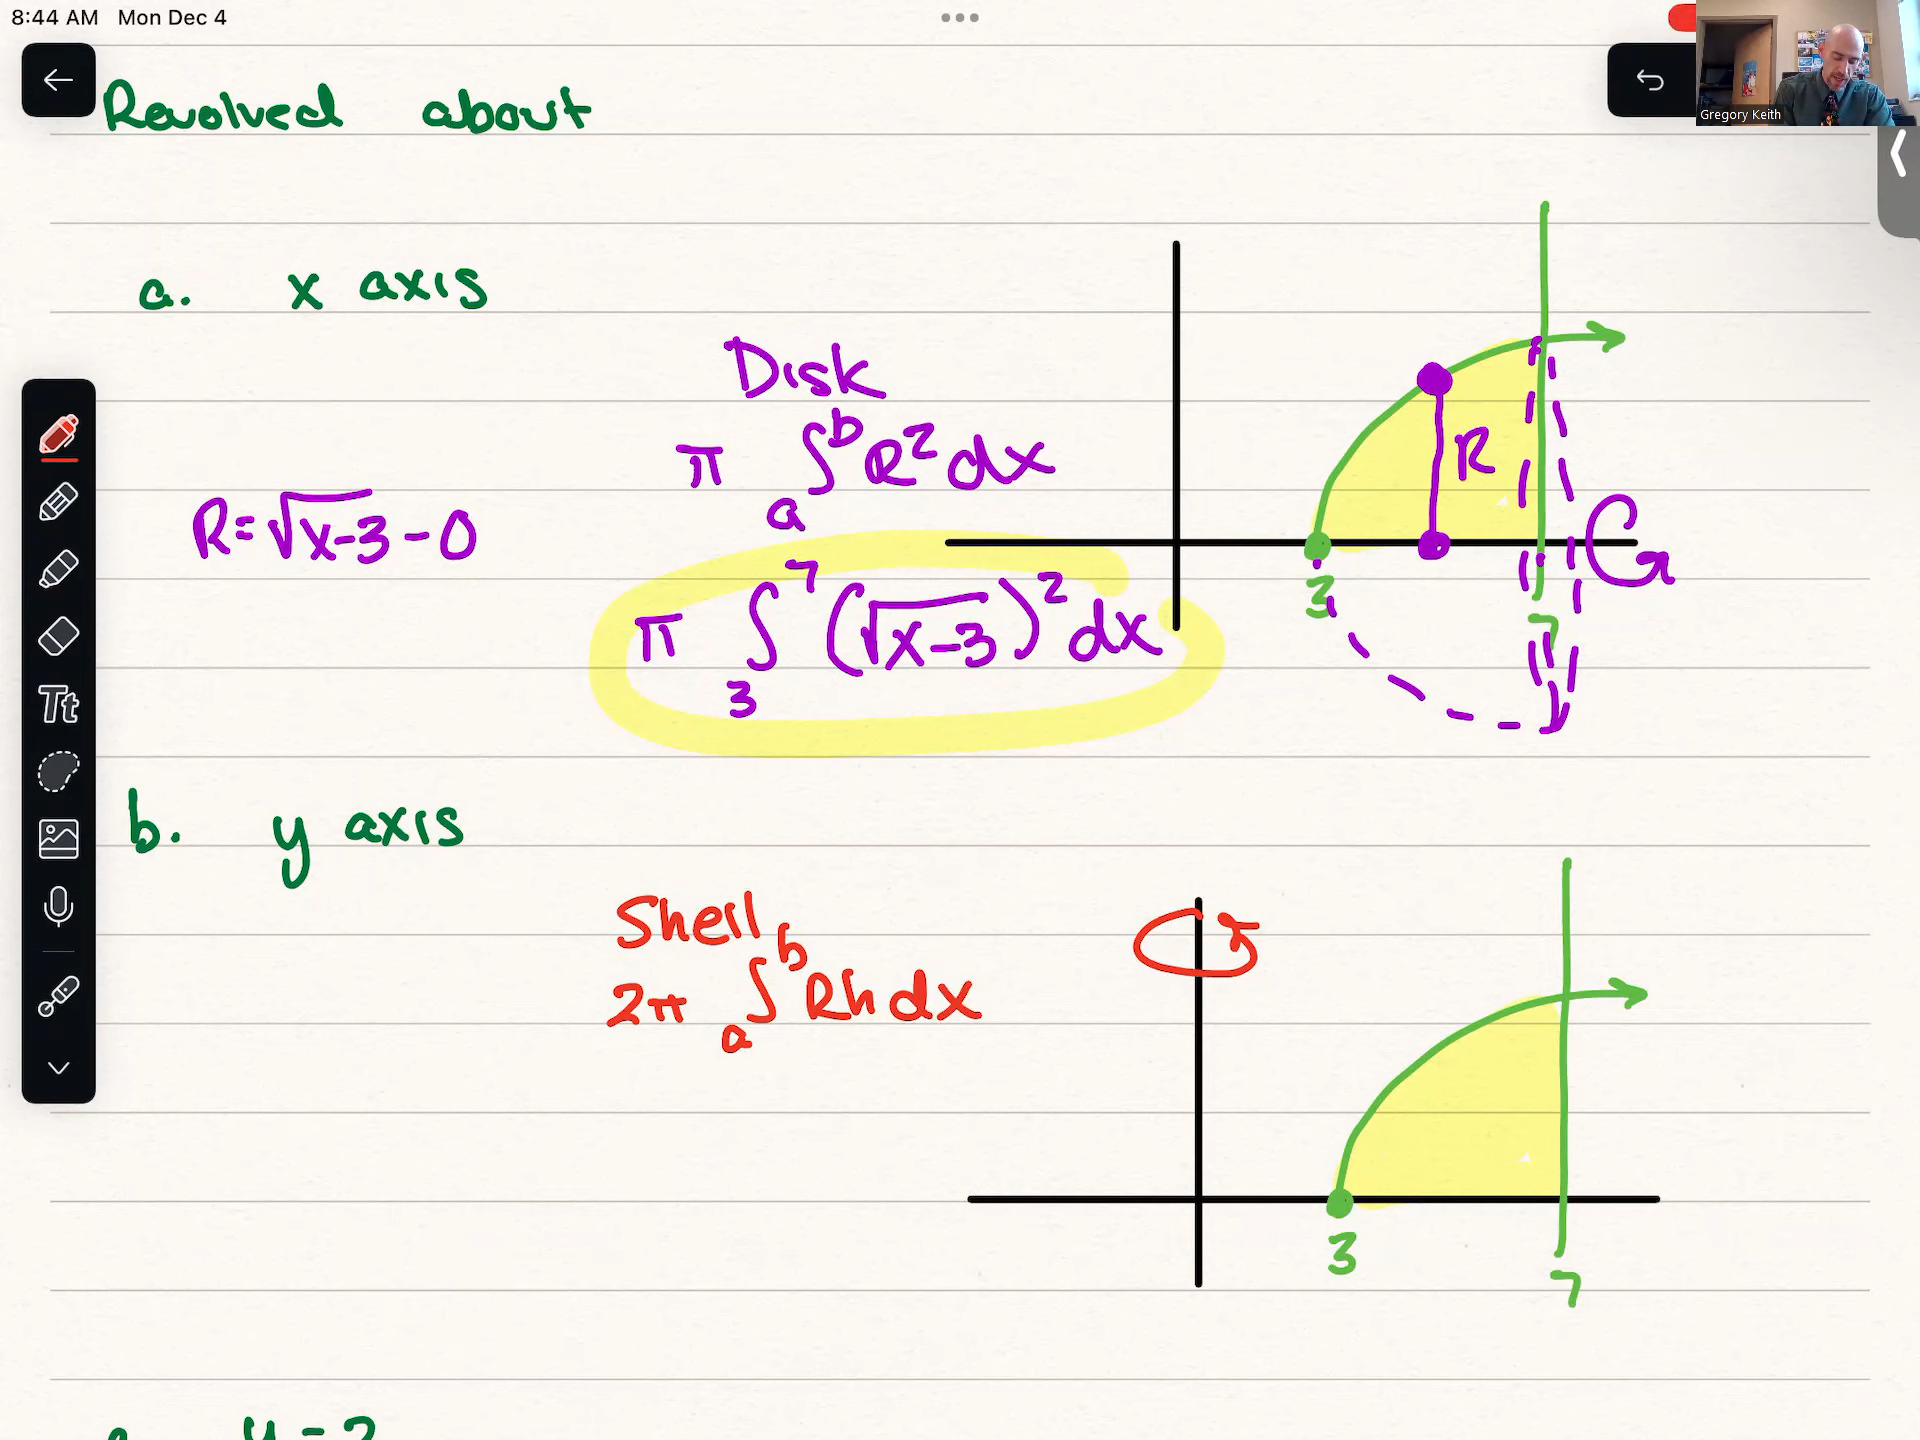 8:44 AM Mon Dec 4
Gregory Keith
Revolved about
a. x axis
Disk
π ∫ₐᵇ R² dx
R = √(x-3) - 0
π ∫₃⁷ (√(x-3))² dx
R
3
7
b. y axis
Shell
2π ∫ₐᵇ Rh dx
3
7
Tt